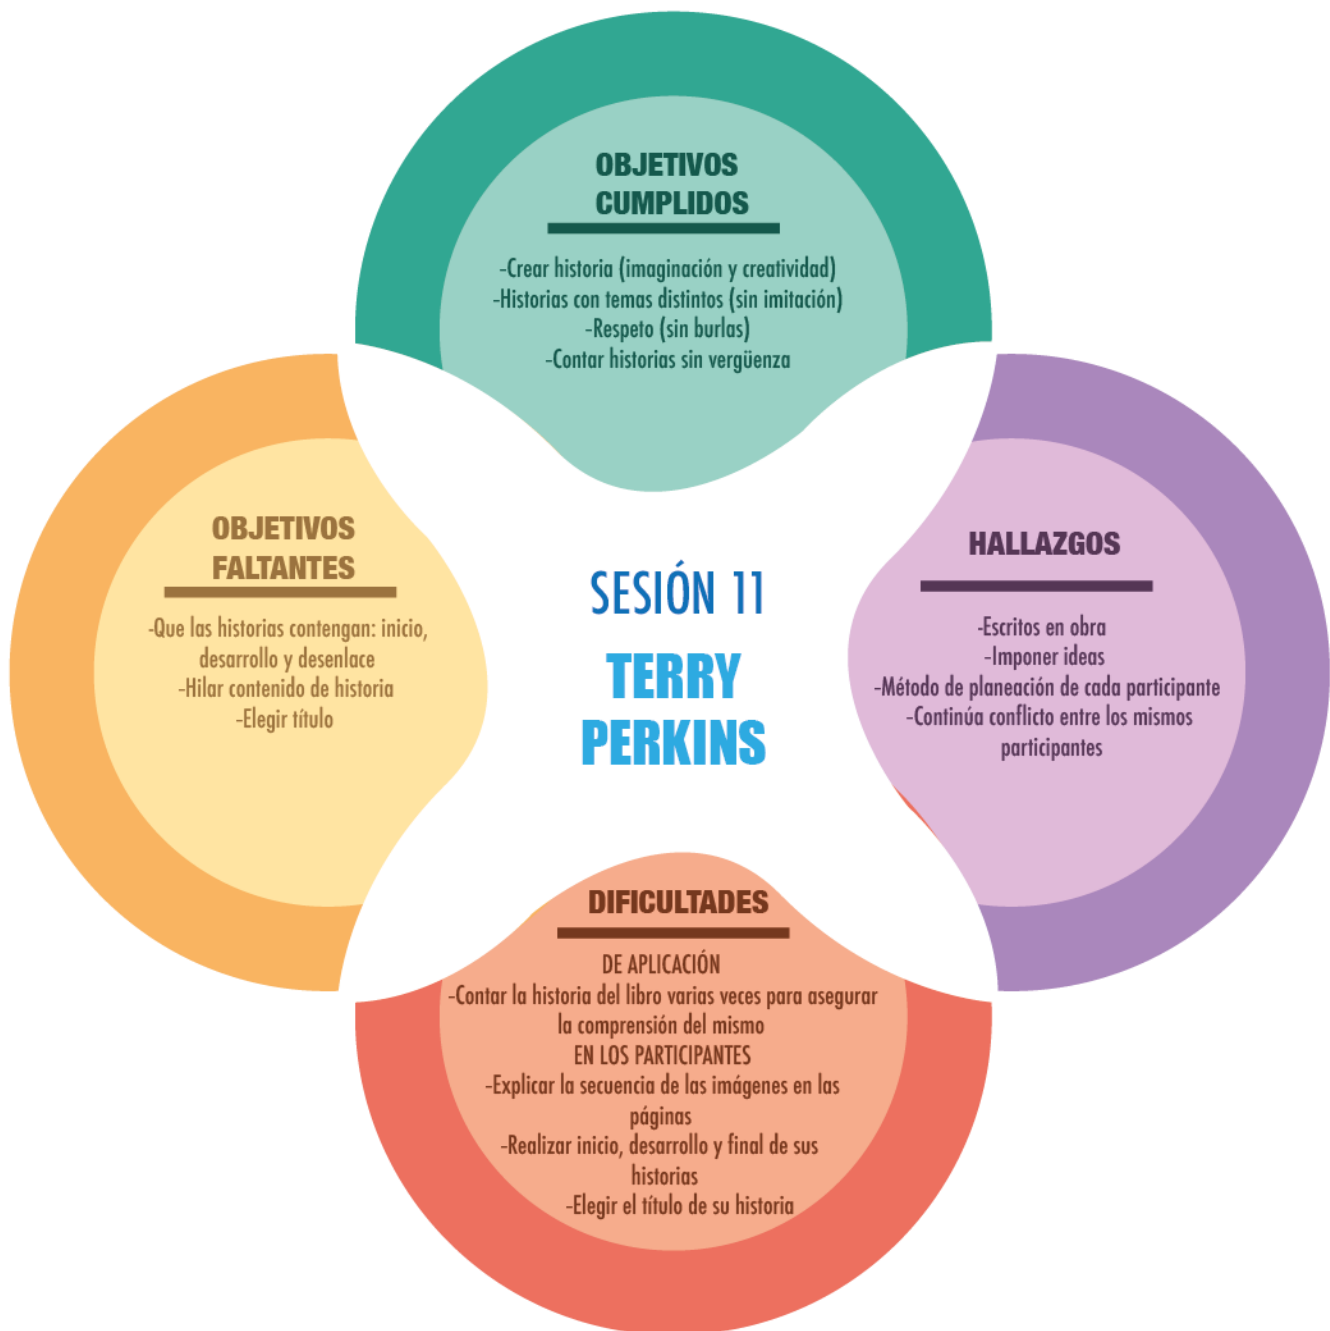 OBJETIVOS
CUMPLIDOS
-Crear historia (imaginación y creatividad)
-Historias con temas distintos (sin imitación)
-Respeto (sin burlas)
-Contar historias sin vergüenza
OBJETIVOS
FALTANTES
-Que las historias contengan: inicio,
desarrollo y desenlace
-Hilar contenido de historia
-Elegir título
SESIÓN 11
TERRY
PERKINS
HALLAZGOS
-Escritos en obra
-Imponer ideas
-Método de planeación de cada participante
-Continúa conflicto entre los mismos
participantes
DIFICULTADES
DE APLICACIÓN
-Contar la historia del libro varias veces para asegurar
la comprensión del mismo
EN LOS PARTICIPANTES
-Explicar la secuencia de las imágenes en las
páginas
-Realizar inicio, desarrollo y final de sus
historias
-Elegir el título de su historia